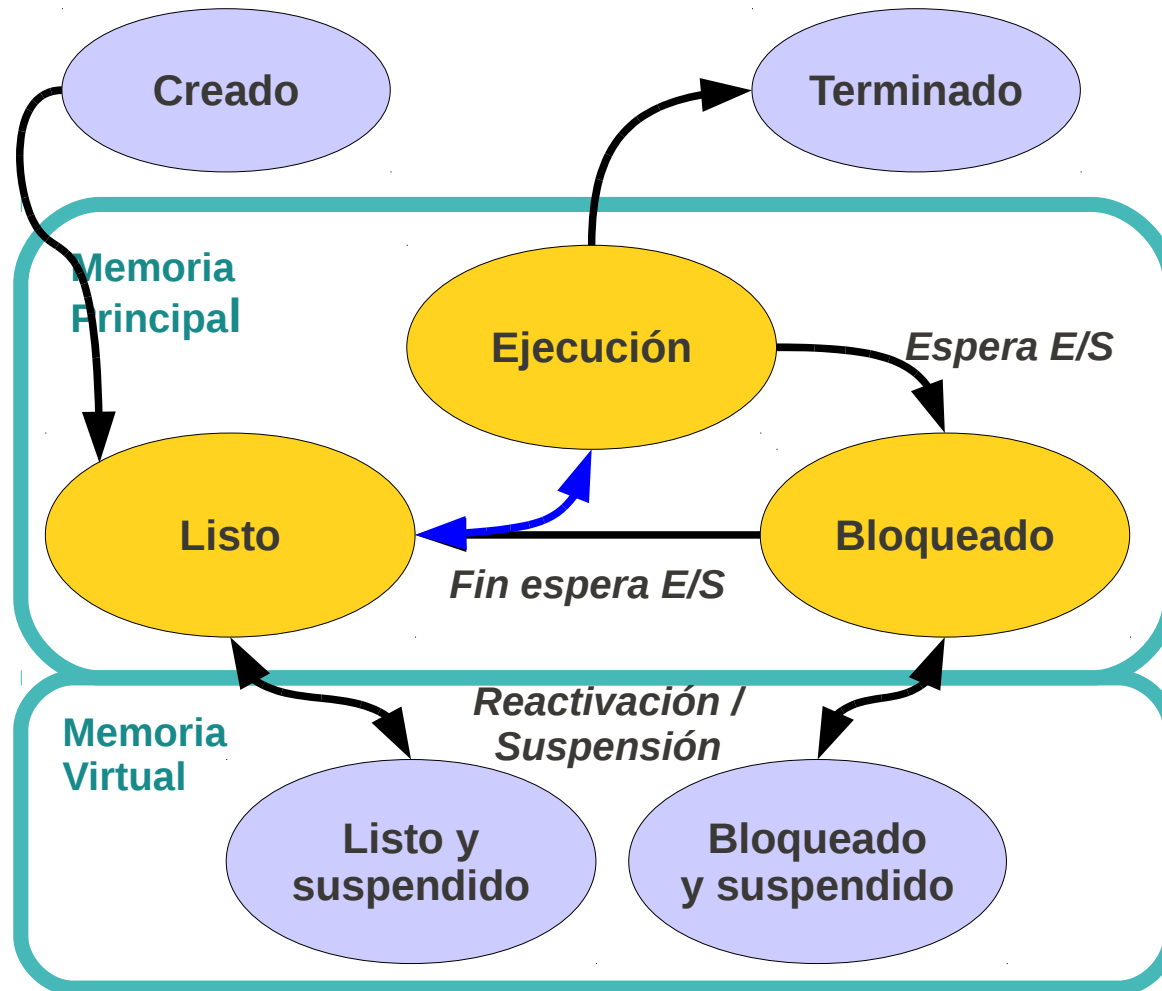 Creado
Terminado
Memoria
Principal
Ejecución
Espera E/S
Listo
Bloqueado
Fin espera E/S
Reactivación /
Suspensión
Memoria
Virtual
Listo y
suspendido
Bloqueado
y suspendido